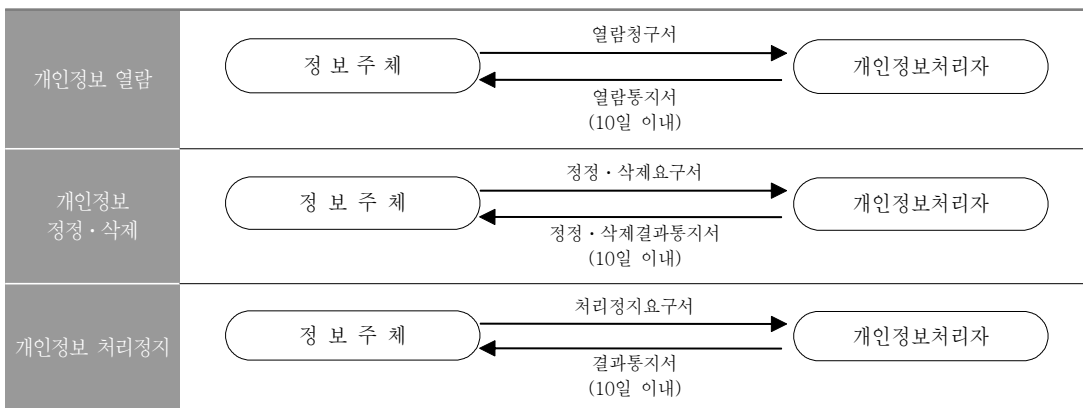 개인정보 열람
정 보 주 체
열람청구서
개인정보처리자
열람통지서
(10일 이내)
개인정보
정정・삭제
정 보 주 체
정정・삭제요구서
개인정보처리자
정정・삭제결과통지서
(10일 이내)
개인정보 처리정지
정 보 주 체
처리정지요구서
개인정보처리자
결과통지서
(10일 이내)